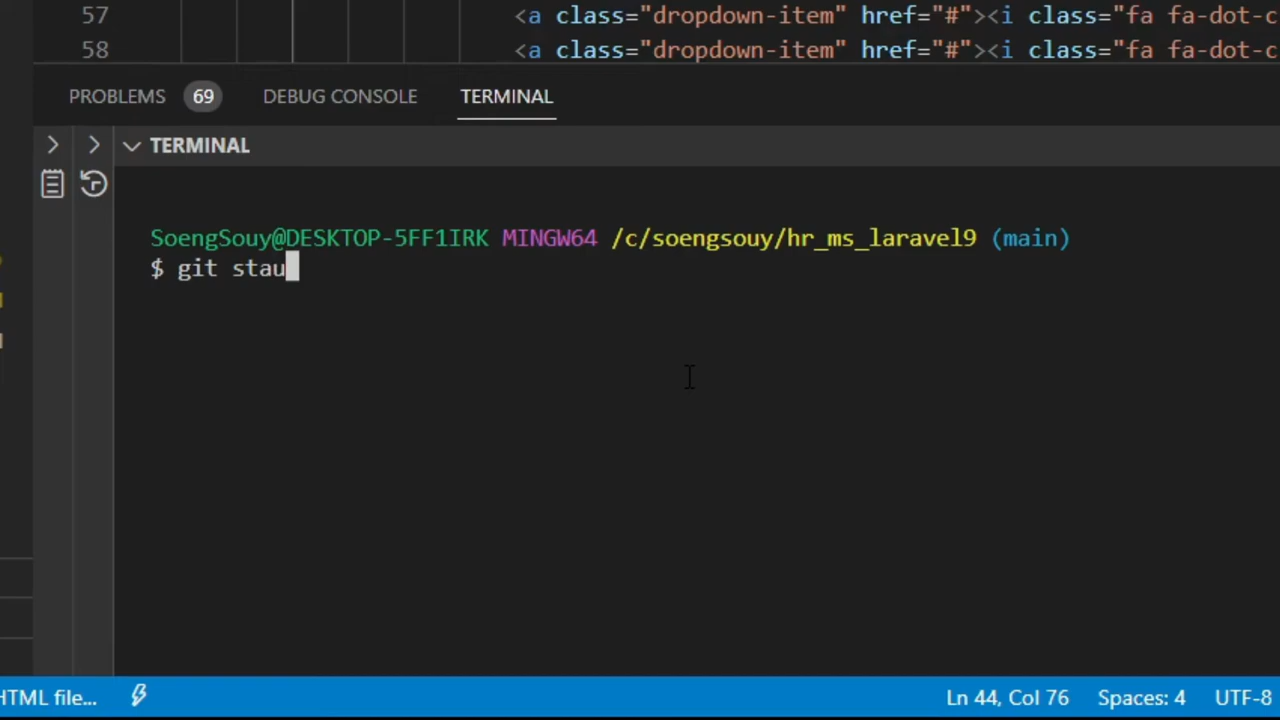 57 <a class="dropdown-item" href="#"><i class="fa fa-dot-c
58 <a class="dropdown-item" href="#"><i class="fa fa-dot-c
PROBLEMS 69 DEBUG CONSOLE TERMINAL
TERMINAL
SoengSouy@DESKTOP-5FF1IRK MINGW64 /c/soengsouy/hr_ms_laravel9 (main)
$ git stau
HTML file... Ln 44, Col 76 Spaces: 4 UTF-8